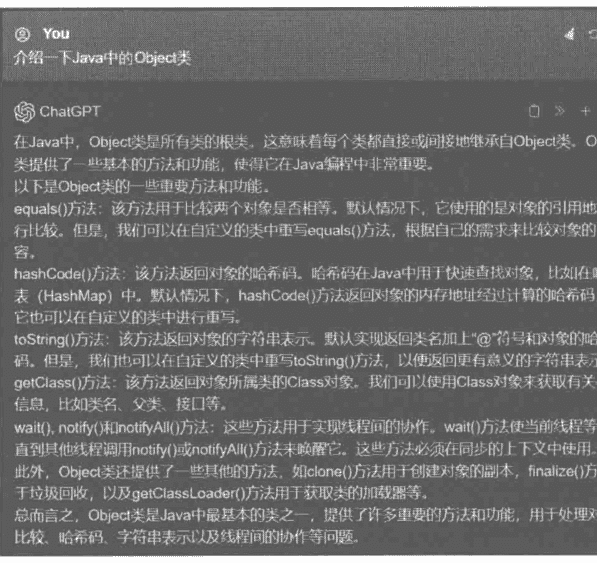 You
介绍一下Java中的Object类
ChatGPT
在Java中，Object类是所有类的根类。这意味着每个类都直接或间接地继承自Object类。O
类提供了一些基本的方法和功能，使得它在Java编程中非常重要。
以下是Object类的一些重要方法和功能。
equals()方法：该方法用于比较两个对象是否相等。默认情况下，它使用的是对象的引用地
行比较。但是，我们可以在自定义的类中重写equals()方法，根据自己的需求来比较对象的
容。
hashCode()方法：该方法返回对象的哈希码。哈希码在Java中用于快速查找对象，比如在哈
表（HashMap）中。默认情况下，hashCode()方法返回对象的内存地址经过计算的哈希码
它也可以在自定义的类中进行重写。
toString()方法：该方法返回对象的字符串表示。默认实现返回类名加上“@”符号和对象的哈
码。但是，我们也可以在自定义的类中重写toString()方法，以便返回更有意义的字符串表示
getClass()方法：该方法返回对象所属类的Class对象。我们可以使用Class对象来获取有关
信息，比如类名、父类、接口等。
wait(), notify()和notifyAll()方法：这些方法用于实现线程间的协作。wait()方法使当前线程等
直到其他线程调用notify()或notifyAll()方法来唤醒它。这些方法必须在同步的上下文中使用。
此外，Object类还提供了一些其他的方法，如clone()方法用于创建对象的副本，finalize()方
于垃圾回收，以及getClassLoader()方法用于获取类的加载器等。
总而言之，Object类是Java中最基本的类之一，提供了许多重要的方法和功能，用于处理对
比较、哈希码、字符串表示以及线程间的协作等问题。